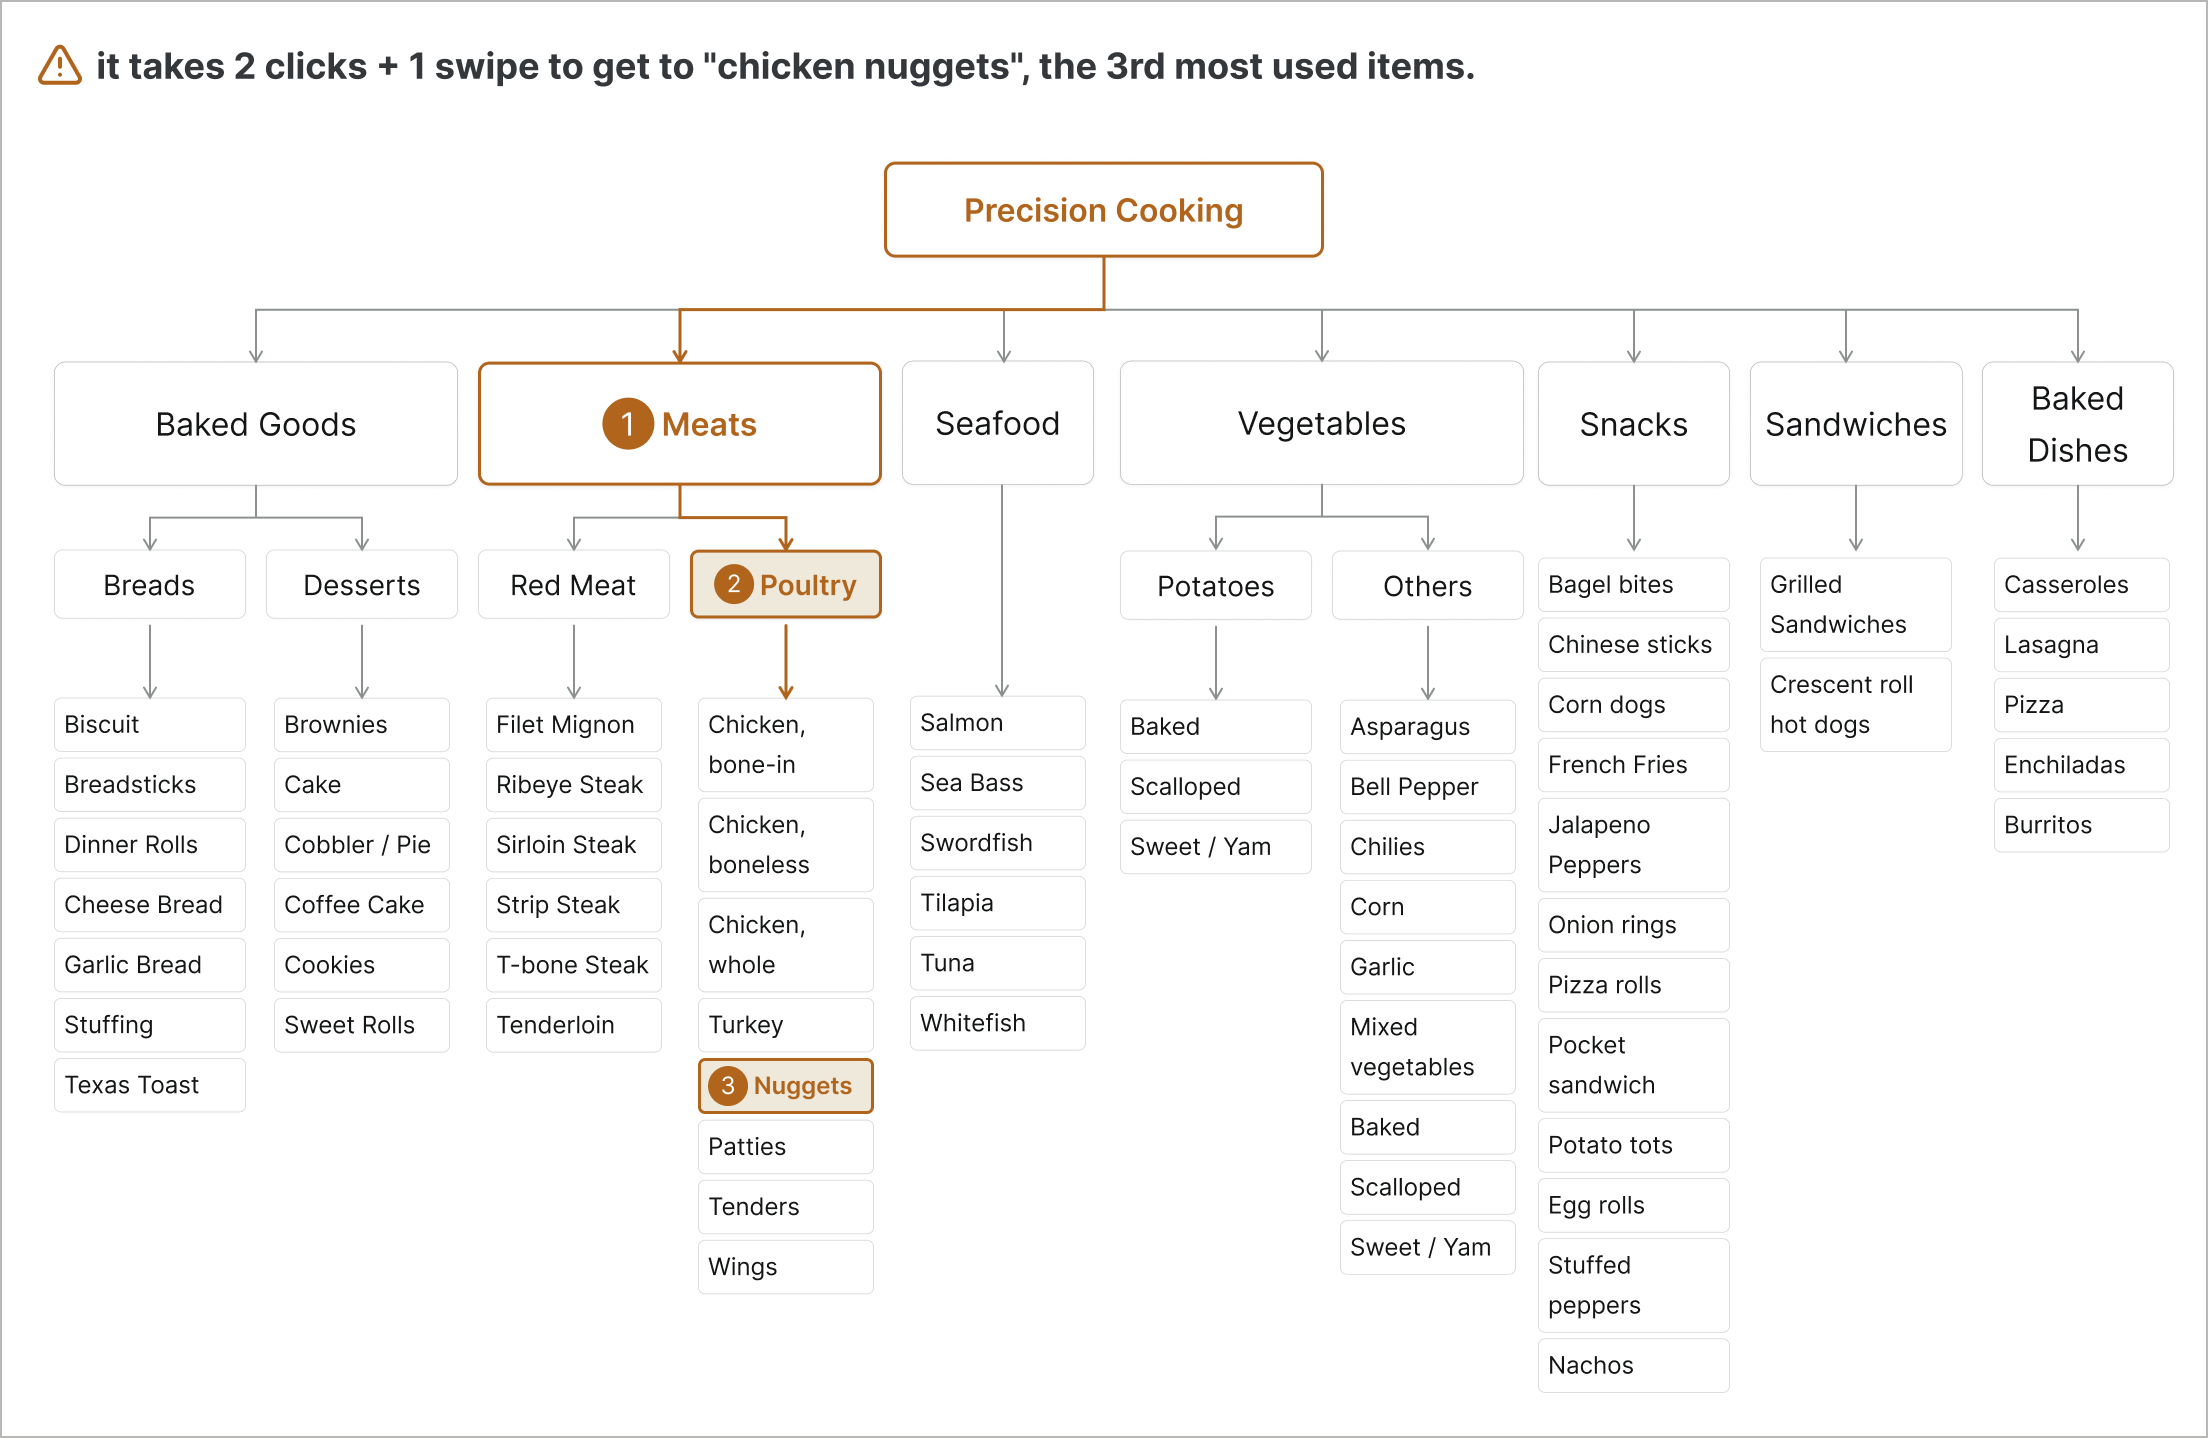 it takes 2 clicks + 1 swipe to get to "chicken nuggets", the 3rd most used items.
Precision Cooking
Baked Goods
1 Meats
Seafood
Vegetables
Snacks
Sandwiches
Baked
Dishes
Breads
Desserts
Red Meat
2 Poultry
Potatoes
Others
Biscuit
Breadsticks
Dinner Rolls
Cheese Bread
Garlic Bread
Stuffing
Texas Toast
Brownies
Cake
Cobbler / Pie
Coffee Cake
Cookies
Sweet Rolls
Filet Mignon
Ribeye Steak
Sirloin Steak
Strip Steak
T-bone Steak
Tenderloin
Chicken,
bone-in
Chicken,
boneless
Chicken,
whole
Turkey
3 Nuggets
Patties
Tenders
Wings
Salmon
Sea Bass
Swordfish
Tilapia
Tuna
Whitefish
Baked
Scalloped
Sweet / Yam
Asparagus
Bell Pepper
Chilies
Corn
Garlic
Mixed
vegetables
Baked
Scalloped
Sweet / Yam
Bagel bites
Chinese sticks
Corn dogs
French Fries
Jalapeno
Peppers
Onion rings
Pizza rolls
Pocket
sandwich
Potato tots
Egg rolls
Stuffed
peppers
Nachos
Grilled
Sandwiches
Crescent roll
hot dogs
Casseroles
Lasagna
Pizza
Enchiladas
Burritos